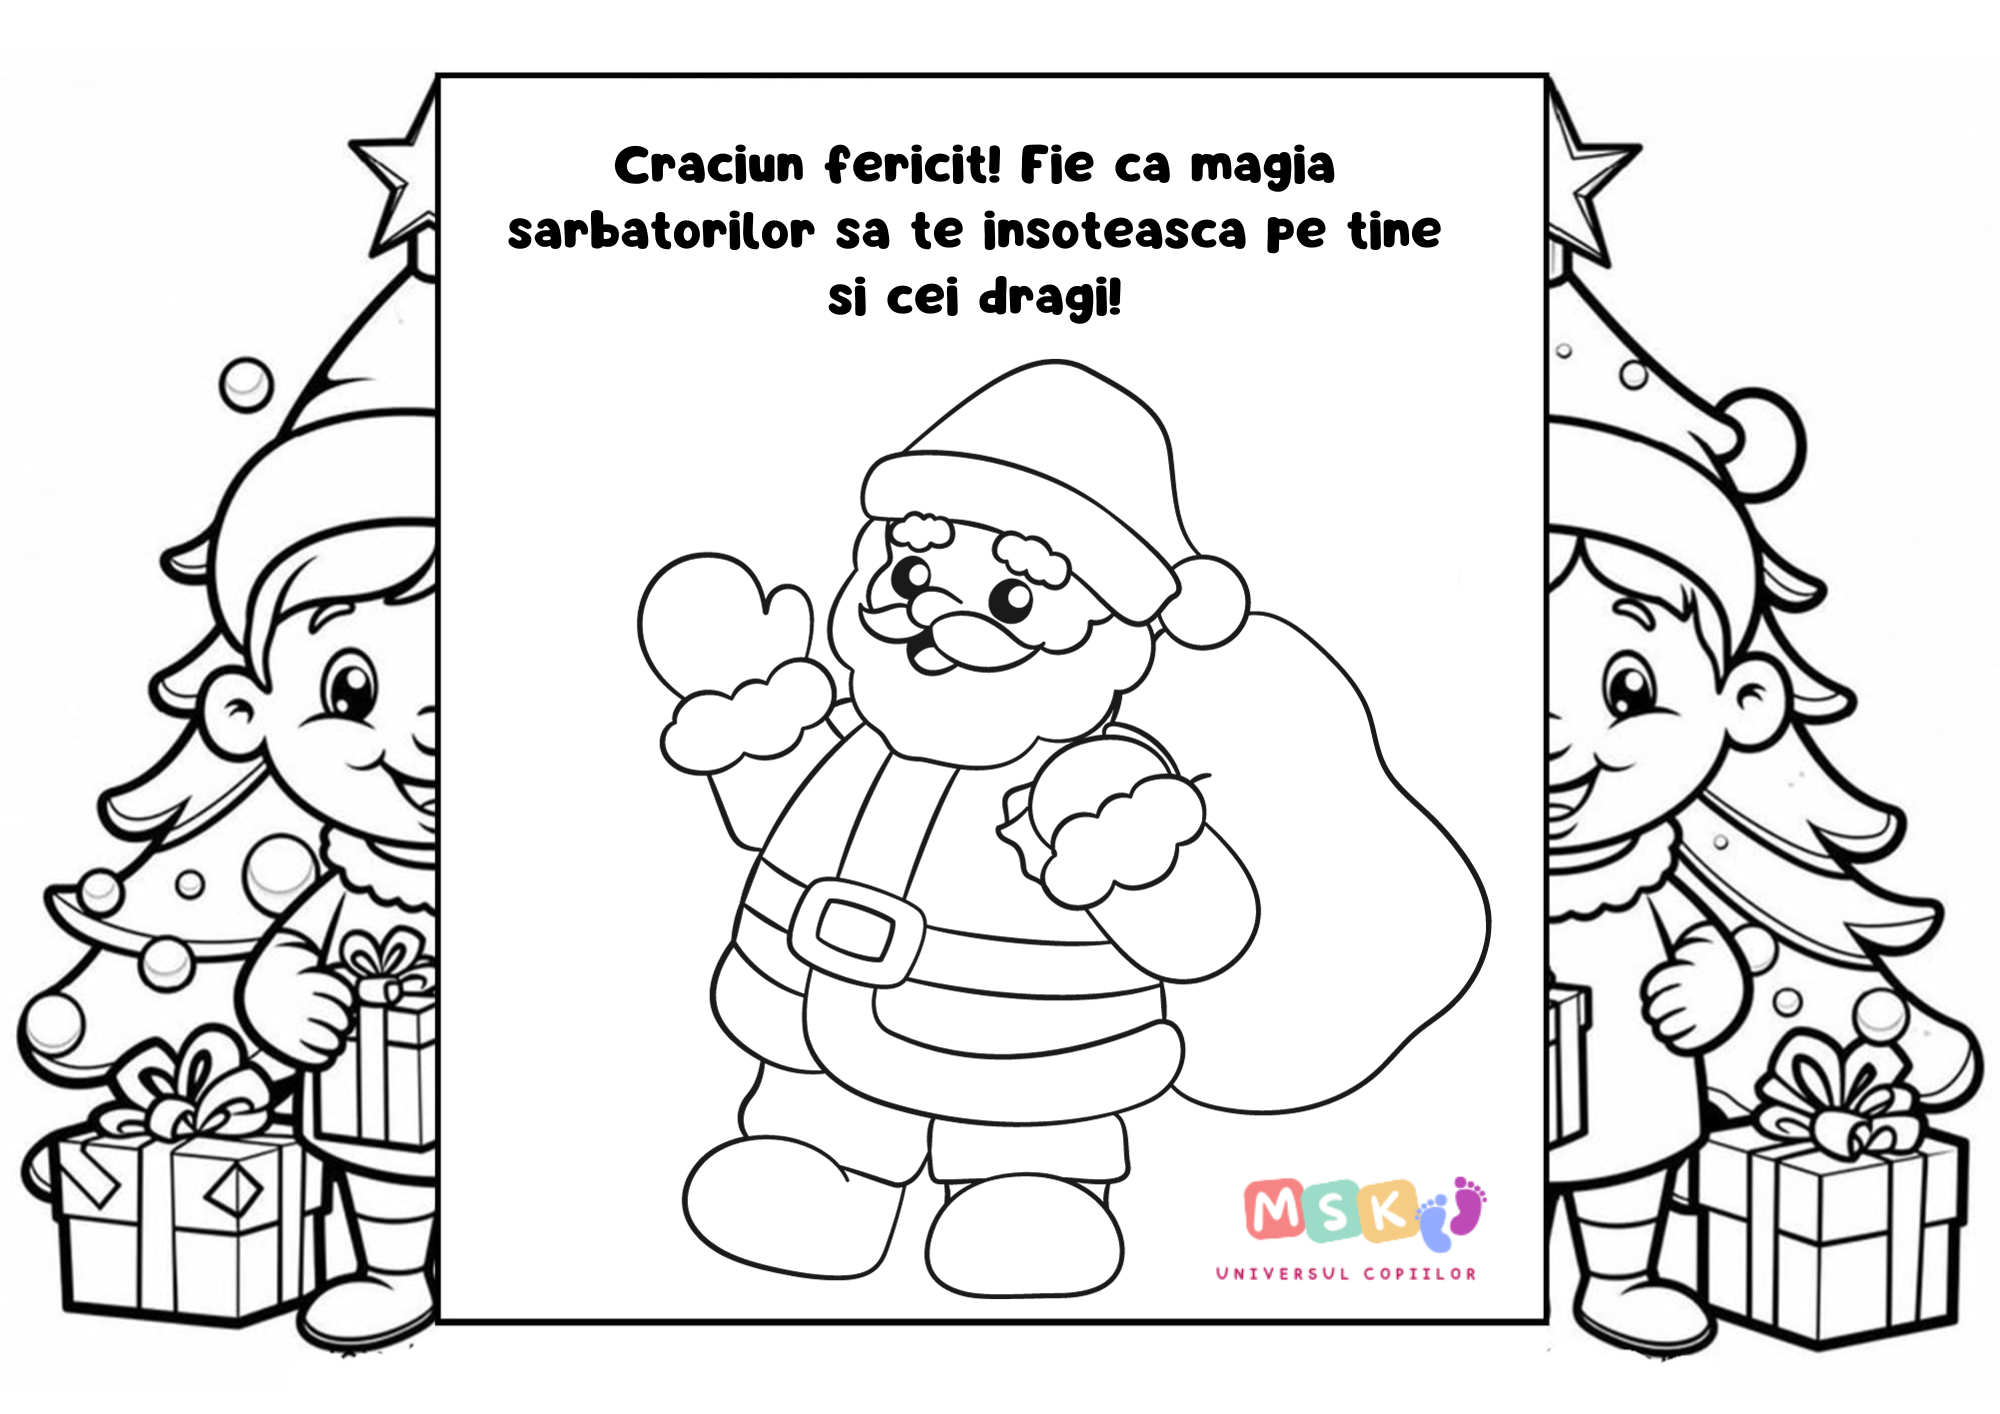 Craciun fericit! Fie ca magia
sarbatorilor sa te insoteasca pe tine
si cei dragi!
MSK
UNIVERSUL COPIILOR